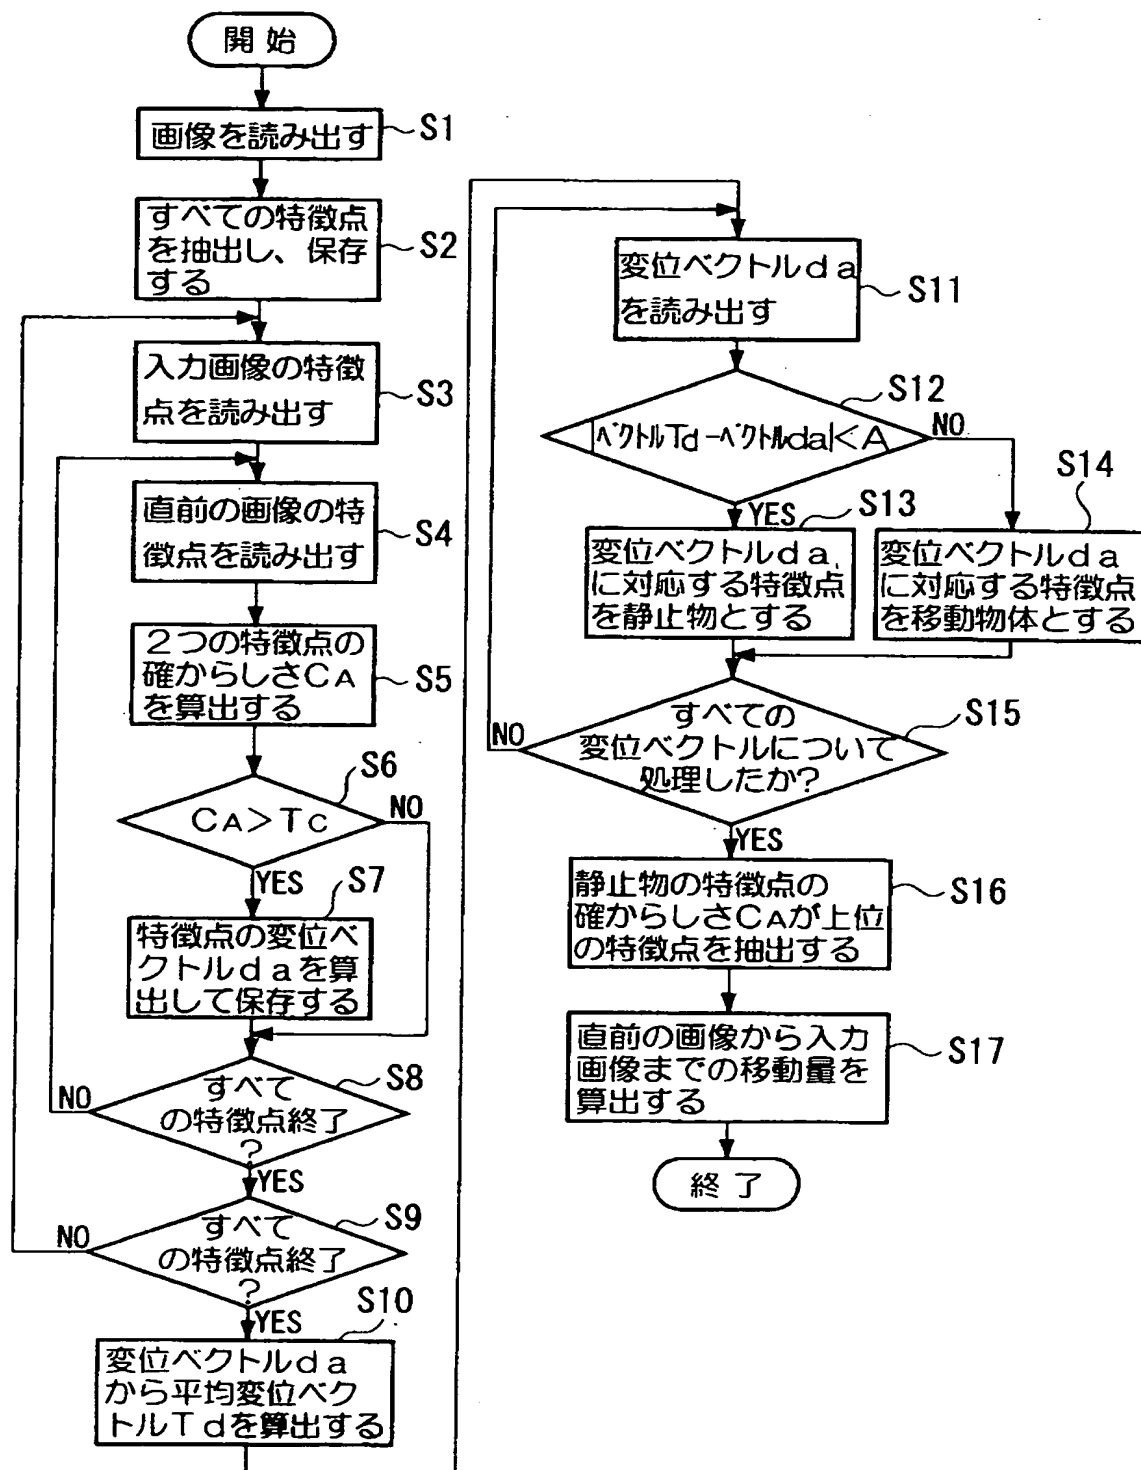 開始
画像を読み出す
S1
すべての特徴点
を抽出し、保存
する
S2
入力画像の特徴
点を読み出す
S3
直前の画像の特
徴点を読み出す
S4
2つの特徴点の
確からしさCA
を算出する
S5
CA>Tc
S6
NO
YES
S7
特徴点の変位ベ
クトルdaを算
出して保存する
すべて
の特徴点終了
?
S8
NO
YES
すべて
の特徴点終了
?
S9
NO
YES
S10
変位ベクトルda
から平均変位ベク
トルTdを算出する
変位ベクトルda
を読み出す
S11
|ベクトルTd-ベクトルda|<A
S12
NO
YES
S13
変位ベクトルda
に対応する特徴点
を静止物とする
S14
変位ベクトルda
に対応する特徴点
を移動物体とする
すべての
変位ベクトルについて
処理したか?
S15
NO
YES
静止物の特徴点の
確からしさCAが上位
の特徴点を抽出する
S16
直前の画像から入力
画像までの移動量を
算出する
S17
終了